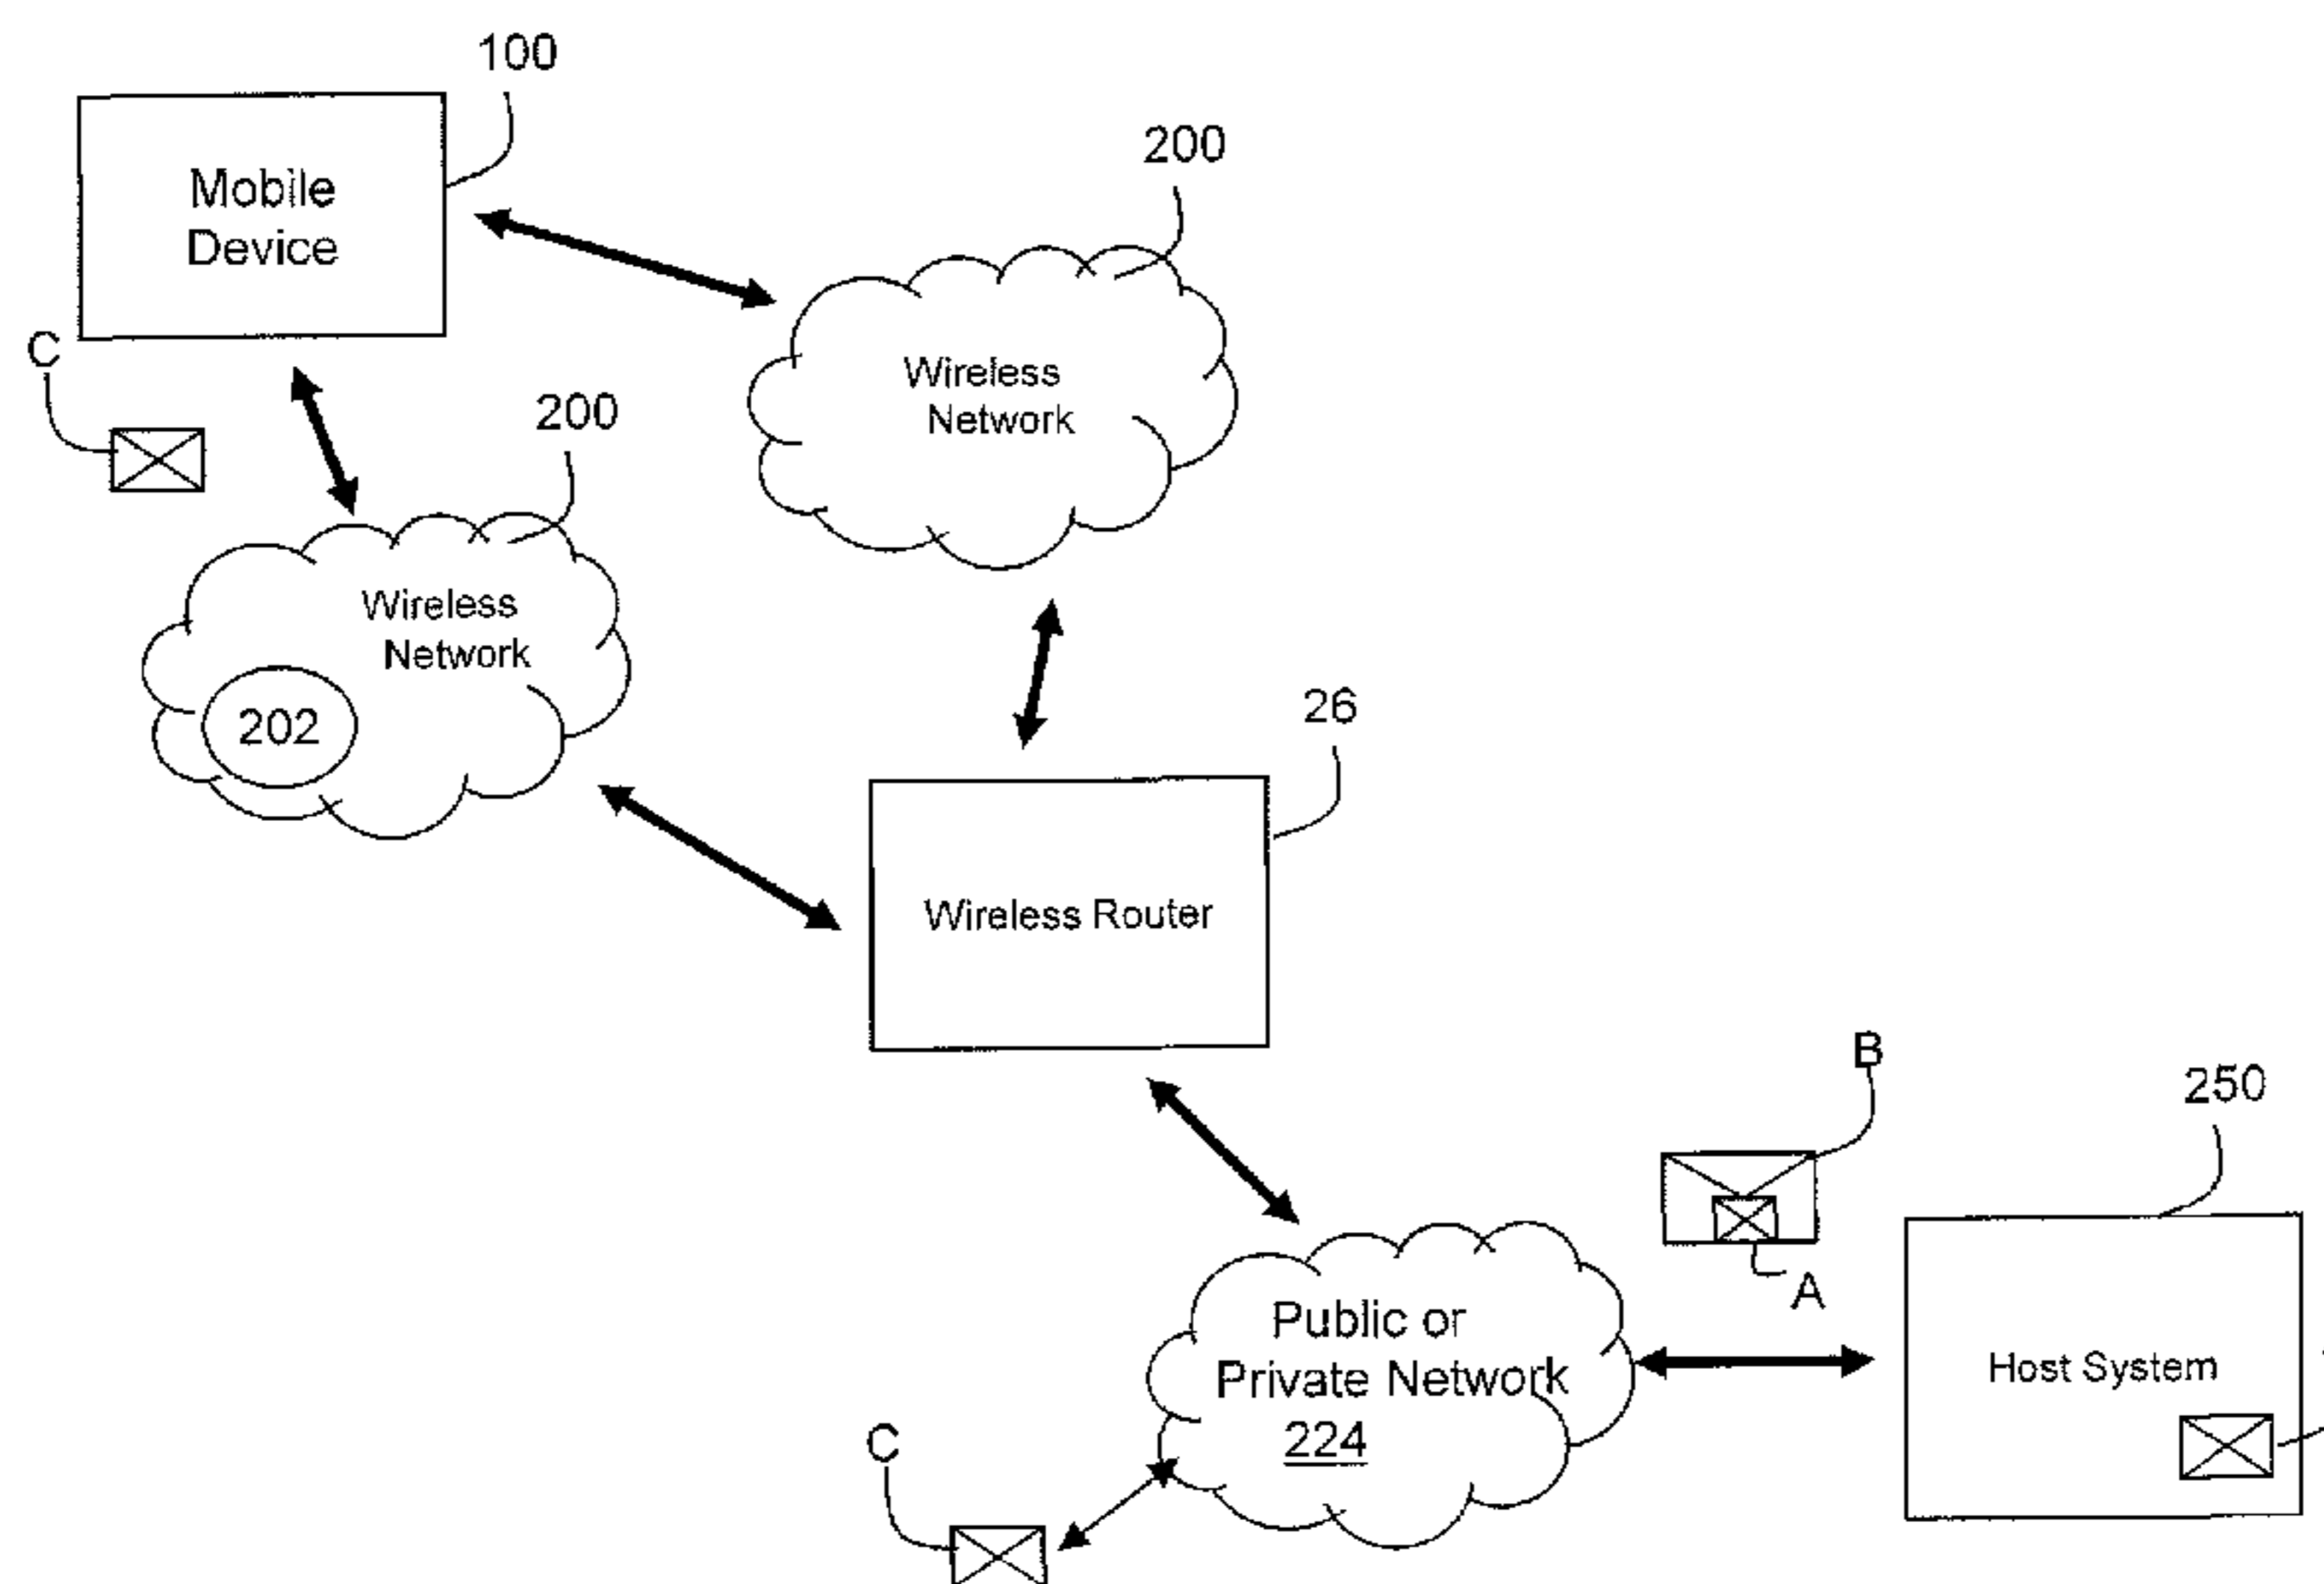 100
Mobile
Device
200
C
200
Wireless
Network
Wireless
Network
202
26
Wireless Router
B
250
A
Public or
Private Network
224
Host System
C